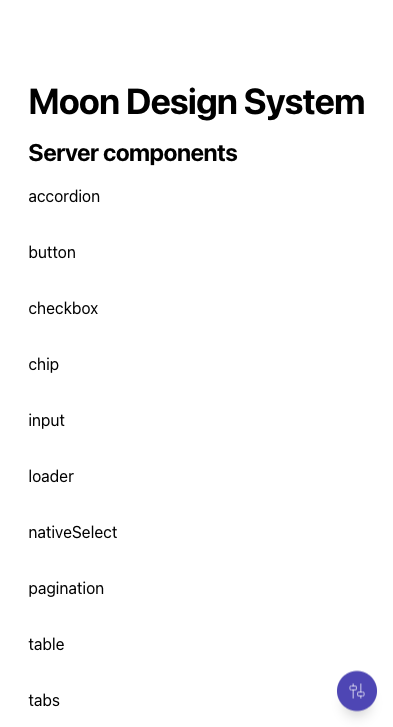 Moon Design System
Server components
accordion
button
checkbox
chip
input
loader
nativeSelect
pagination
table
tabs